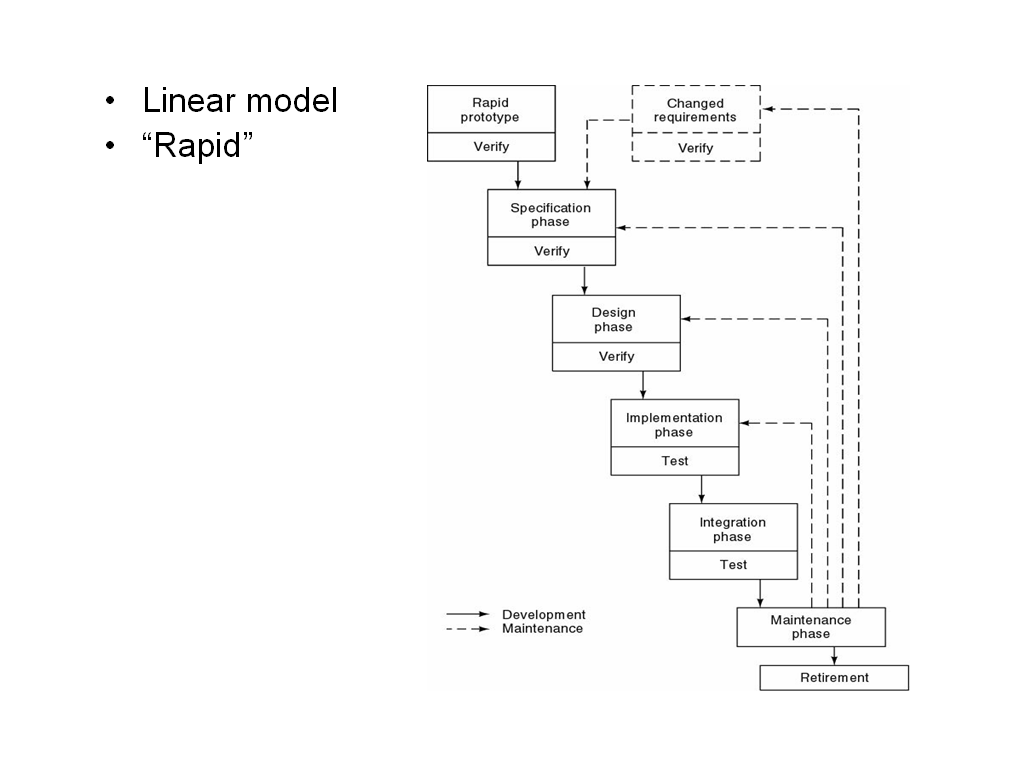 • Linear model
• “Rapid”
Rapid
prototype
Verify
Changed
requirements
Verify
Specification
phase
Verify
Design
phase
Verify
Implementation
phase
Test
Integration
phase
Test
Development
Maintenance
Maintenance
phase
Retirement